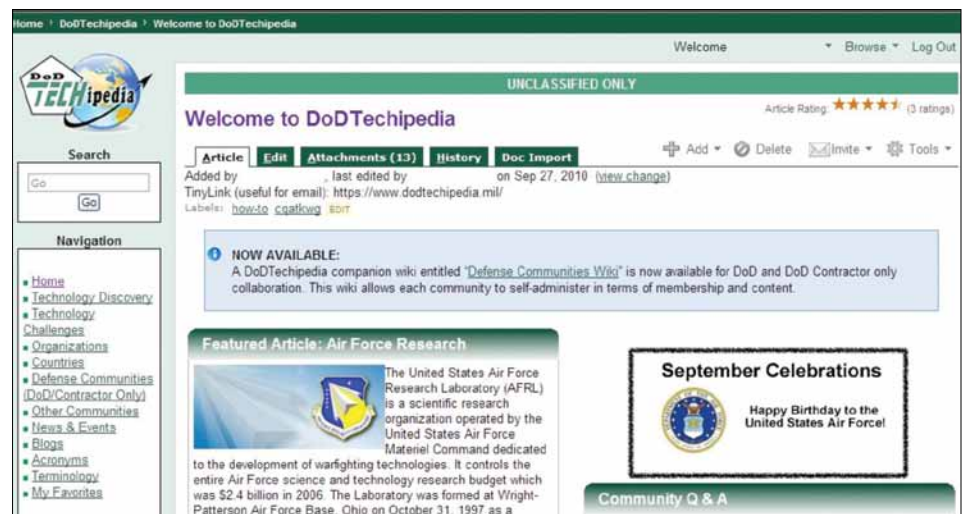 Home › DoDTechipedia › Welcome to DoDTechipedia
Welcome Browse Log Out
DoD TECHipedia
Search
Go
Go
Navigation
Home
Technology Discovery
Technology
Challenges
Organizations
Countries
Defense Communities
(DoD/Contractor Only)
Other Communities
News & Events
Blogs
Acronyms
Terminology
My Favorites
UNCLASSIFIED ONLY
Welcome to DoDTechipedia
Article Rating: (3 ratings)
Article Edit Attachments (13) History Doc Import
Add Delete Invite Tools
Added by , last edited by on Sep 27, 2010 (view change)
TinyLink (useful for email): https://www.dodtechipedia.mil/
Labels: how-to cqatkwg EDIT
NOW AVAILABLE:
A DoDTechipedia companion wiki entitled "Defense Communities Wiki" is now available for DoD and DoD Contractor only
collaboration. This wiki allows each community to self-administer in terms of membership and content.
Featured Article: Air Force Research
The United States Air Force
Research Laboratory (AFRL)
is a scientific research
organization operated by the
United States Air Force
Materiel Command dedicated
to the development of warfighting technologies. It controls the
entire Air Force science and technology research budget which
was $2.4 billion in 2006. The Laboratory was formed at Wright-
Patterson Air Force Base, Ohio on October 31, 1997 as a
September Celebrations
Happy Birthday to the
United States Air Force!
Community Q & A